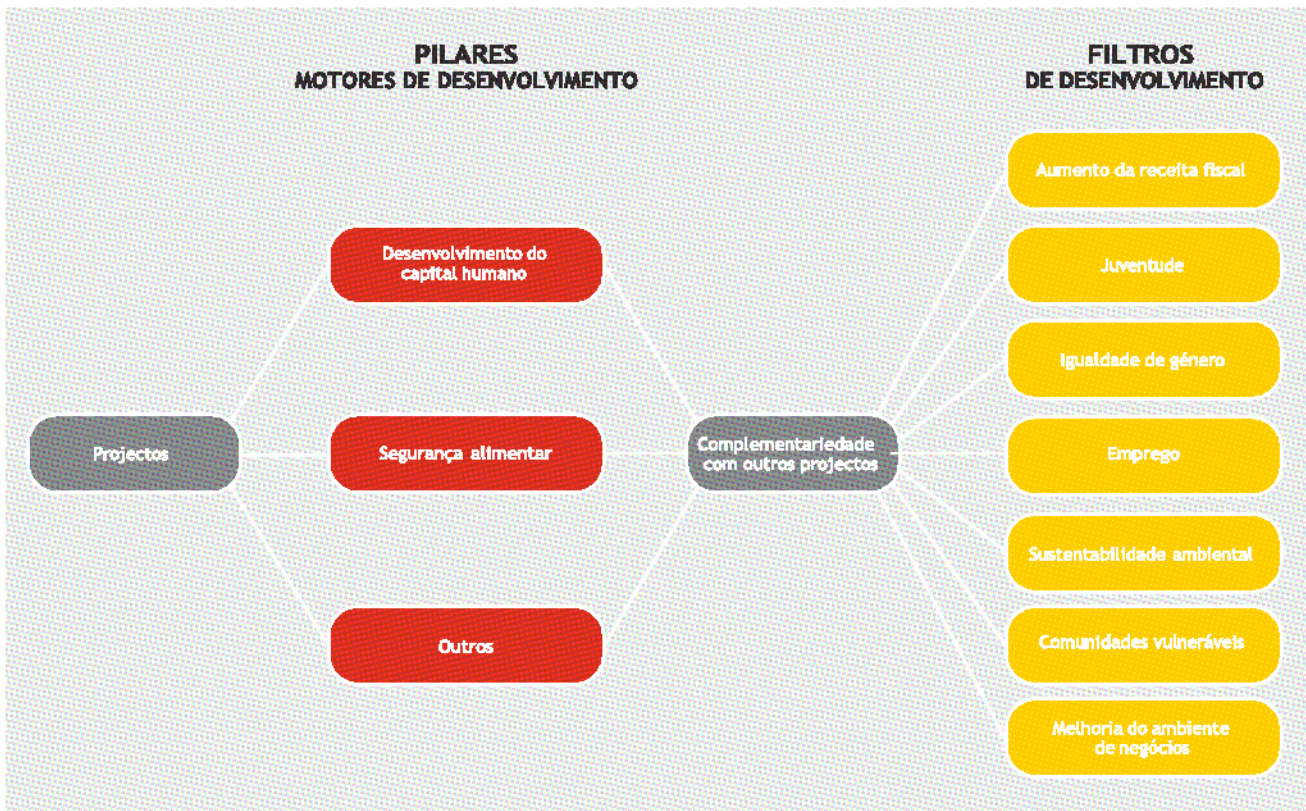 PILARES
MOTORES DE DESENVOLVIMENTO
FILTROS
DE DESENVOLVIMENTO
Projectos
Desenvolvimento do
capital humano
Segurança alimentar
Outros
Complementariedade
com outros projectos
Aumento da receita fiscal
Juventude
Igualdade de género
Emprego
Sustentabilidade ambiental
Comunidades vulneráveis
Melhoria do ambiente
de negócios